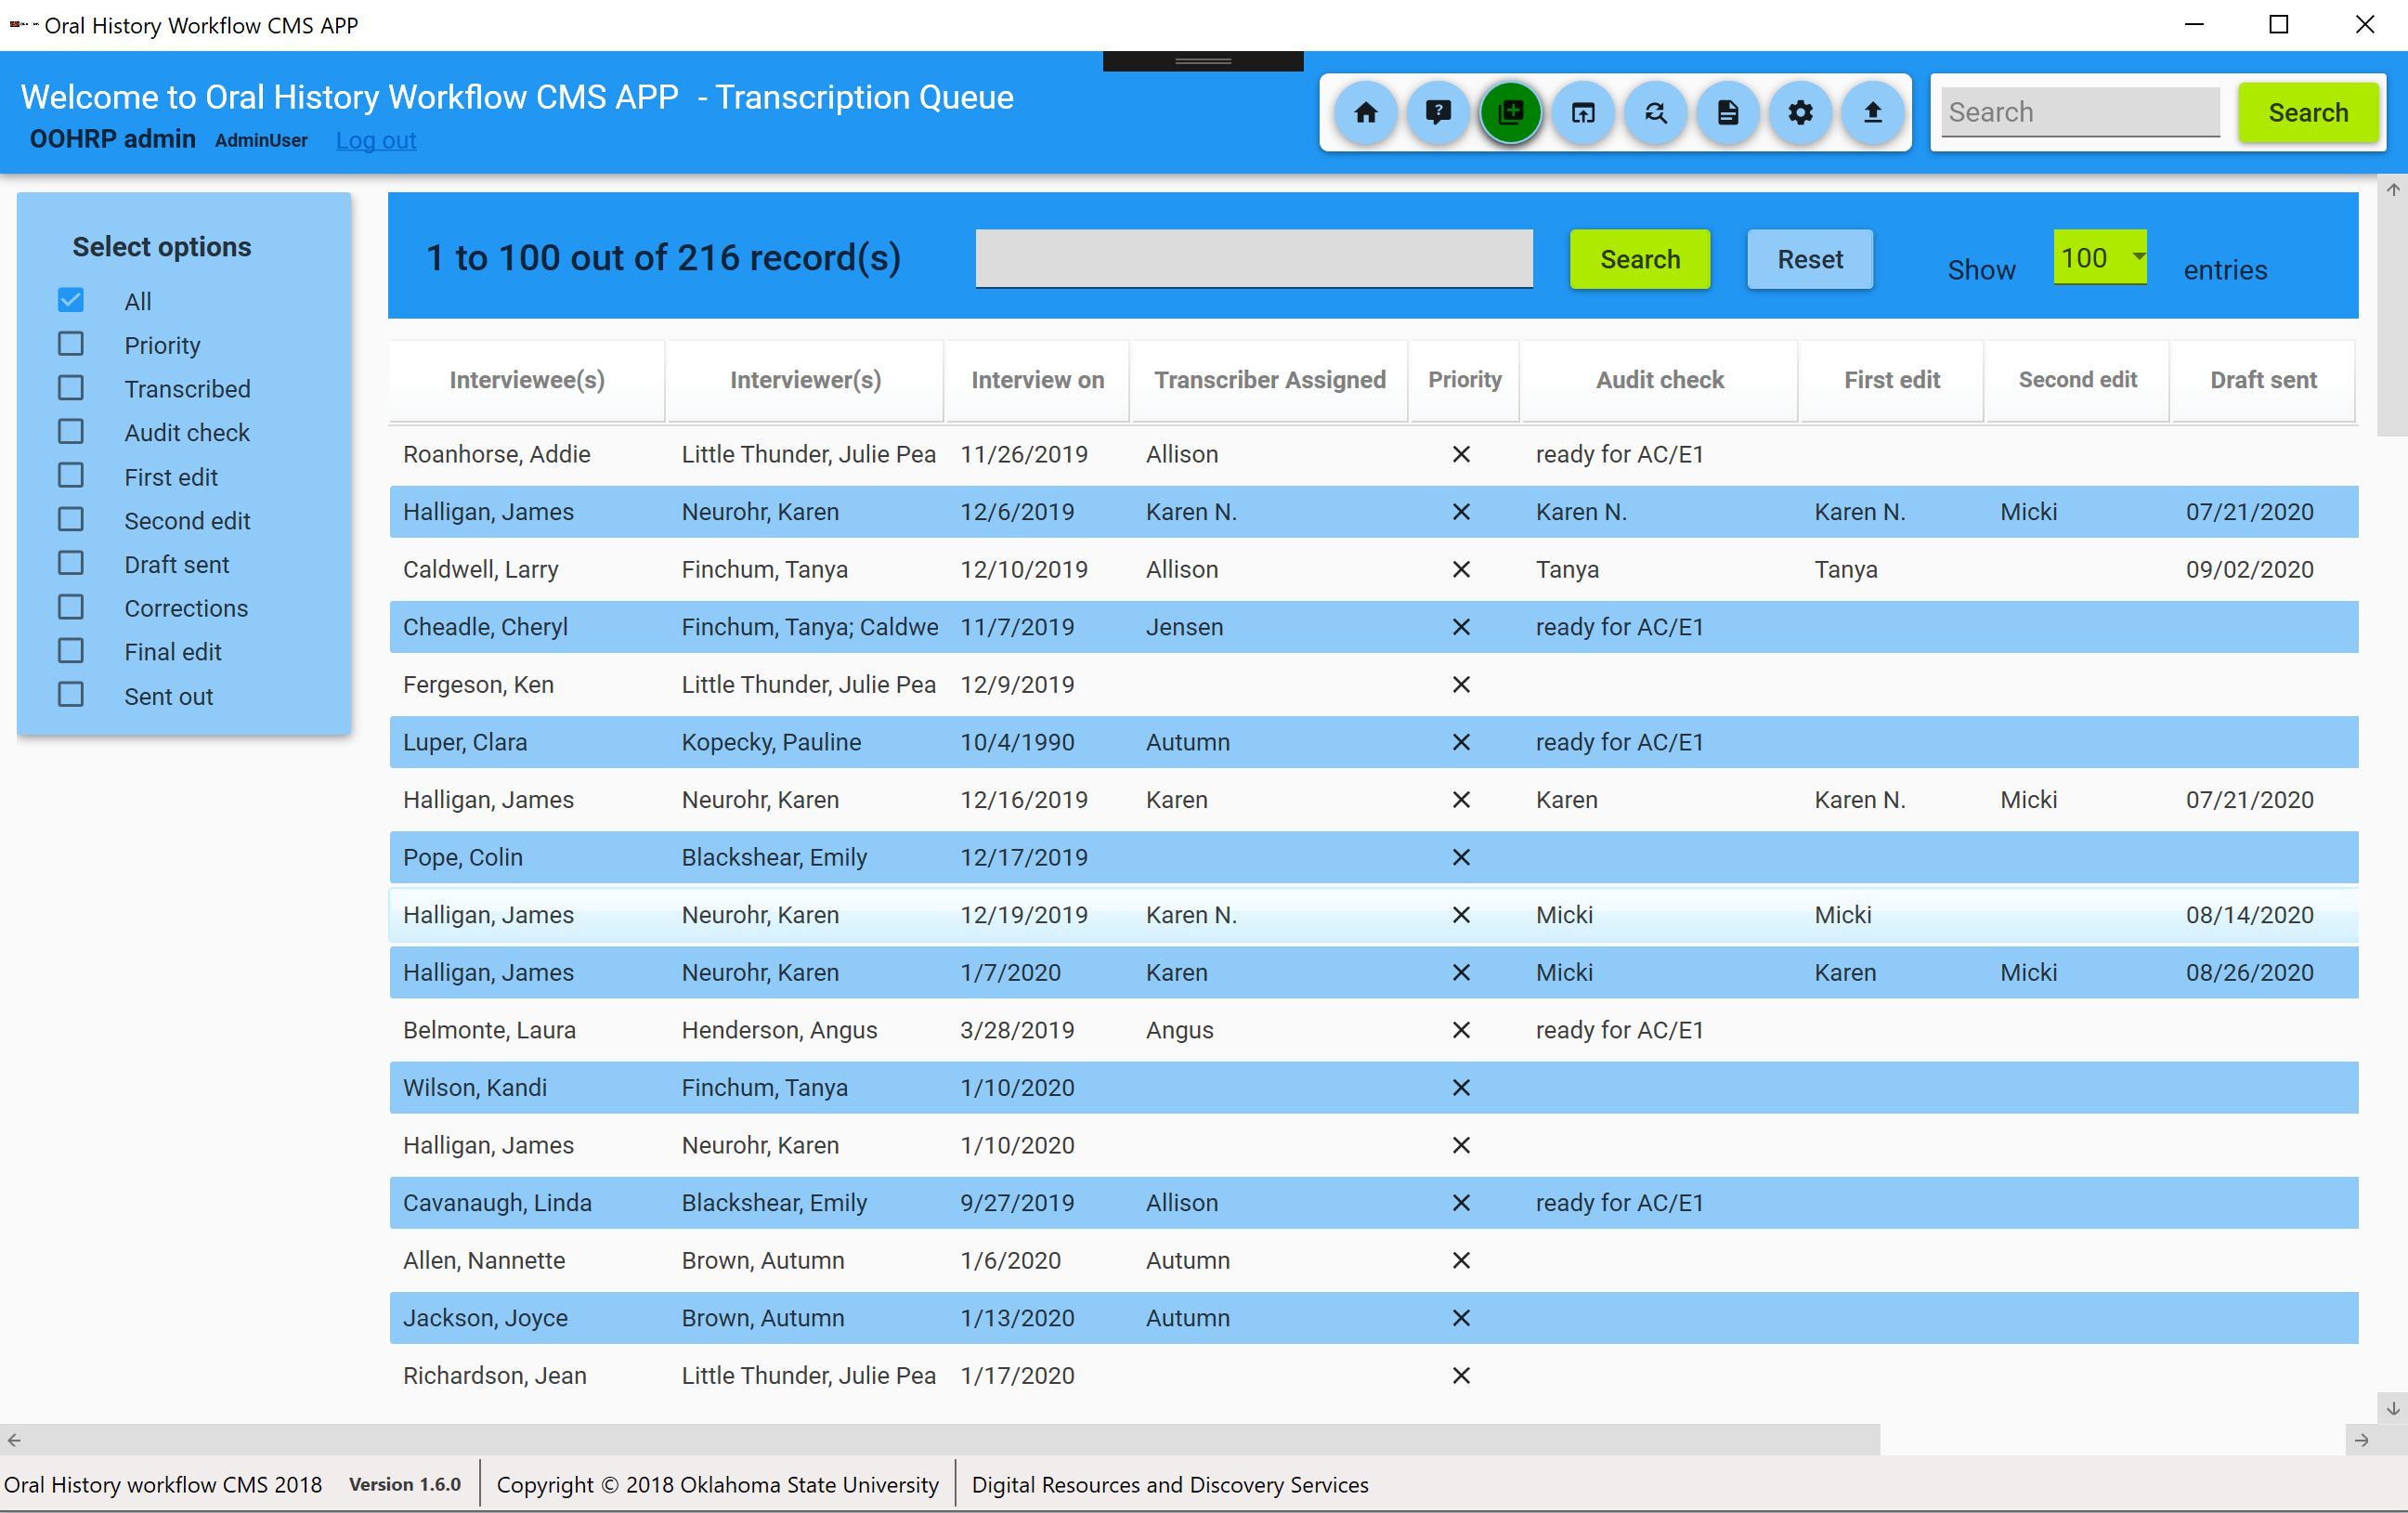 Oral History Workflow CMS APP
Welcome to Oral History Workflow CMS APP - Transcription Queue
OOHRP admin AdminUser Log out
Search Search
Select options
All
Priority
Transcribed
Audit check
First edit
Second edit
Draft sent
Corrections
Final edit
Sent out
1 to 100 out of 216 record(s) Search Reset Show 100 entries
Interviewee(s) Interviewer(s) Interview on Transcriber Assigned Priority Audit check First edit Second edit Draft sent
Roanhorse, Addie Little Thunder, Julie Pea 11/26/2019 Allison ready for AC/E1
Halligan, James Neurohr, Karen 12/6/2019 Karen N. Karen N. Karen N. Micki 07/21/2020
Caldwell, Larry Finchum, Tanya 12/10/2019 Allison Tanya Tanya 09/02/2020
Cheadle, Cheryl Finchum, Tanya; Caldwe 11/7/2019 Jensen ready for AC/E1
Fergeson, Ken Little Thunder, Julie Pea 12/9/2019
Luper, Clara Kopecky, Pauline 10/4/1990 Autumn ready for AC/E1
Halligan, James Neurohr, Karen 12/16/2019 Karen Karen Karen N. Micki 07/21/2020
Pope, Colin Blackshear, Emily 12/17/2019
Halligan, James Neurohr, Karen 12/19/2019 Karen N. Micki Micki 08/14/2020
Halligan, James Neurohr, Karen 1/7/2020 Karen Micki Karen Micki 08/26/2020
Belmonte, Laura Henderson, Angus 3/28/2019 Angus ready for AC/E1
Wilson, Kandi Finchum, Tanya 1/10/2020
Halligan, James Neurohr, Karen 1/10/2020
Cavanaugh, Linda Blackshear, Emily 9/27/2019 Allison ready for AC/E1
Allen, Nannette Brown, Autumn 1/6/2020 Autumn
Jackson, Joyce Brown, Autumn 1/13/2020 Autumn
Richardson, Jean Little Thunder, Julie Pea 1/17/2020
Oral History workflow CMS 2018 Version 1.6.0 Copyright © 2018 Oklahoma State University Digital Resources and Discovery Services